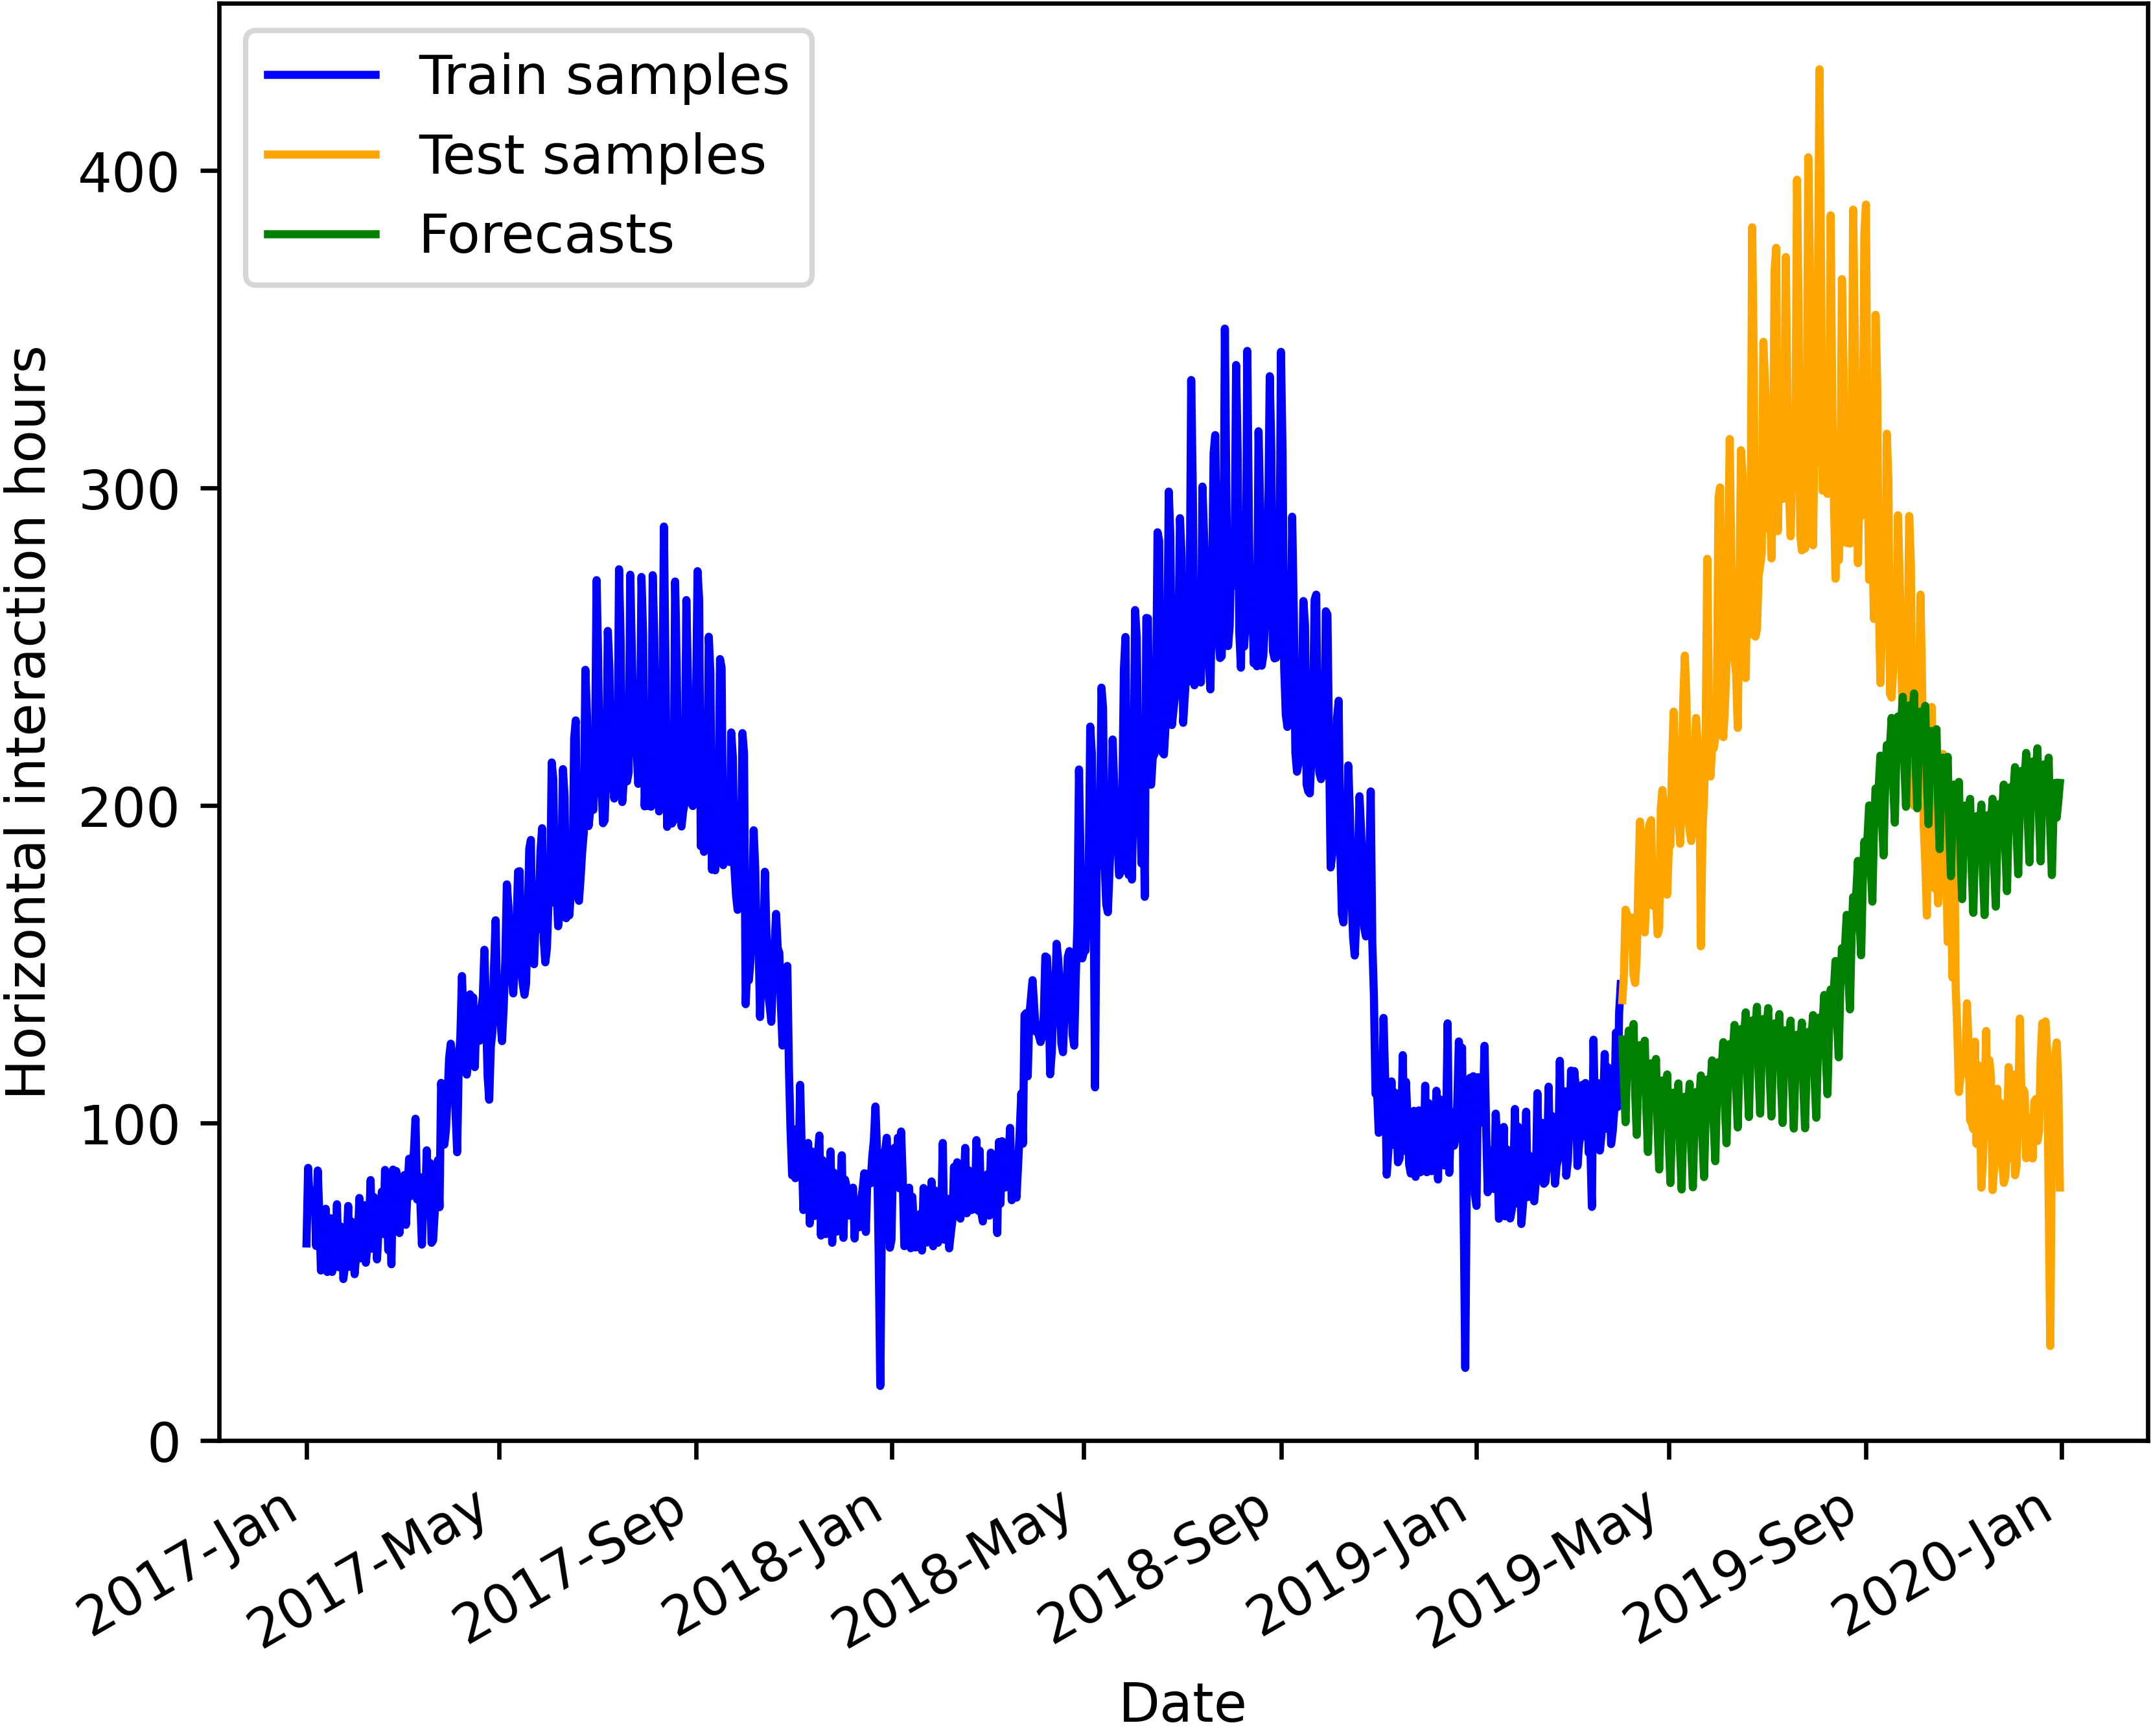 Train samples
Test samples
Forecasts
Horizontal interaction hours
400
300
200
100
0
2017-Jan
2017-May
2017-Sep
2018-Jan
2018-May
2018-Sep
2019-Jan
2019-May
2019-Sep
2020-Jan
Date